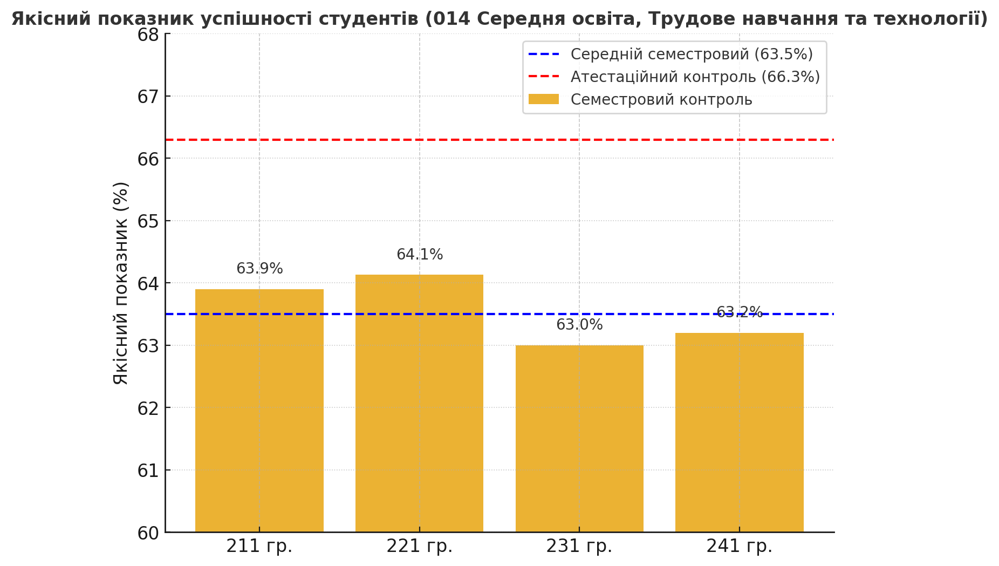 Якісний показник успішності студентів (014 Середня освіта, Трудове навчання та технології)
Середній семестровий (63.5%)
Атестаційний контроль (66.3%)
Семестровий контроль
Якісний показник (%)
68
67
66
65
64
63
62
61
60
63.9%
64.1%
63.0%
63.2%
211 гр.
221 гр.
231 гр.
241 гр.